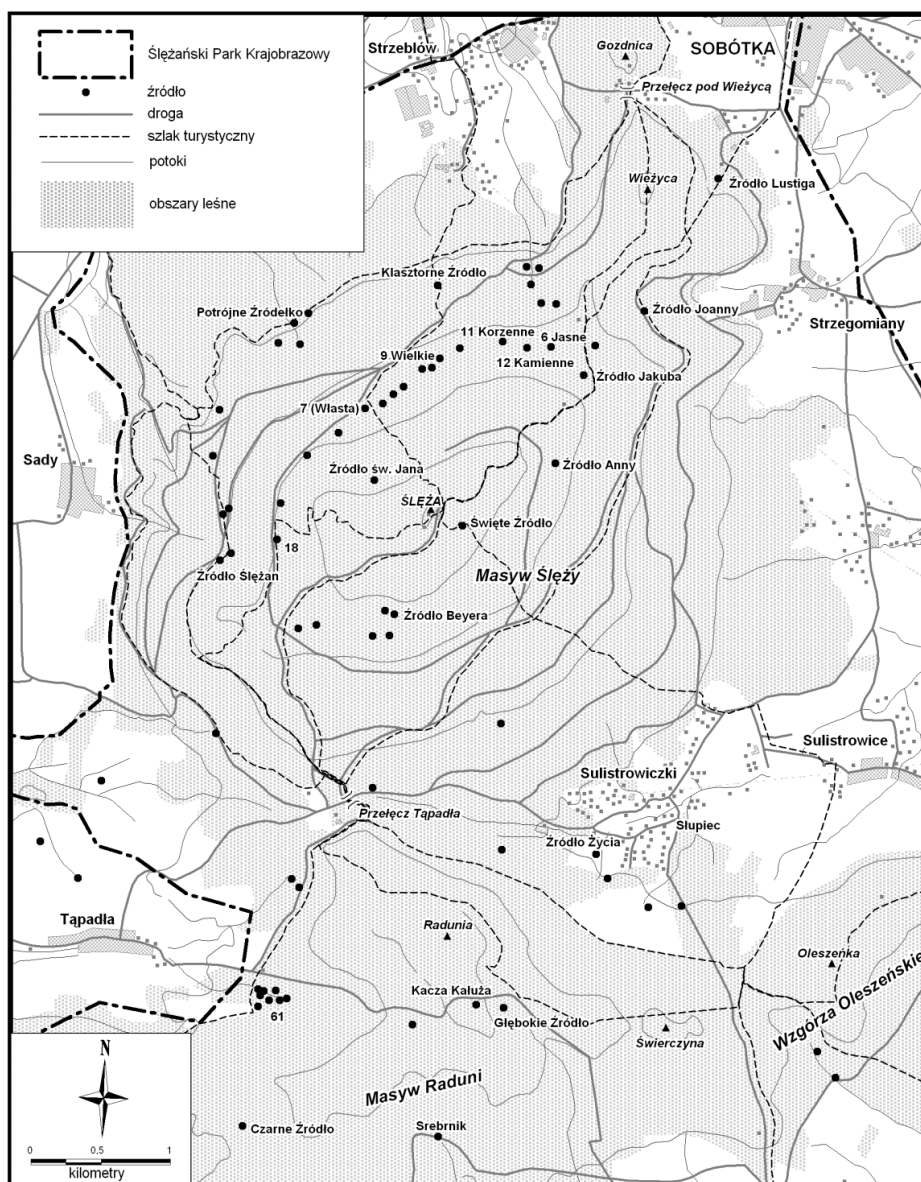 Ślężański Park Krajobrazowy
źródło
droga
szlak turystyczny
potoki
obszary leśne
Strzeblów
Gozdnica
SOBÓTKA
Przełęcz pod Wieżycą
Wieżyca
Źródło Lustiga
Klasztorne Źródło
Potrójne Źródełko
Źródło Joanny
Strzegomiany
11 Korzenne
6 Jasne
9 Wielkie
12 Kamienne
Źródło Jakuba
7 (Własta)
Sady
Źródło św. Jana
Źródło Anny
ŚLĘŻA
Święte Źródło
18
Źródło Ślężan
Masyw Ślęży
Źródło Beyera
Sulistrowice
Sulistrowiczki
Przełęcz Tąpadła
Słupiec
Źródło Życia
Tąpadła
Radunia
Oleszeńka
Kacza Kałuża
Wzgórza Oleszeńskie
61
Głębokie Źródło
Świerczyna
N
Masyw Raduni
Czarne Źródło
Srebrnik
0 0,5 1
kilometry